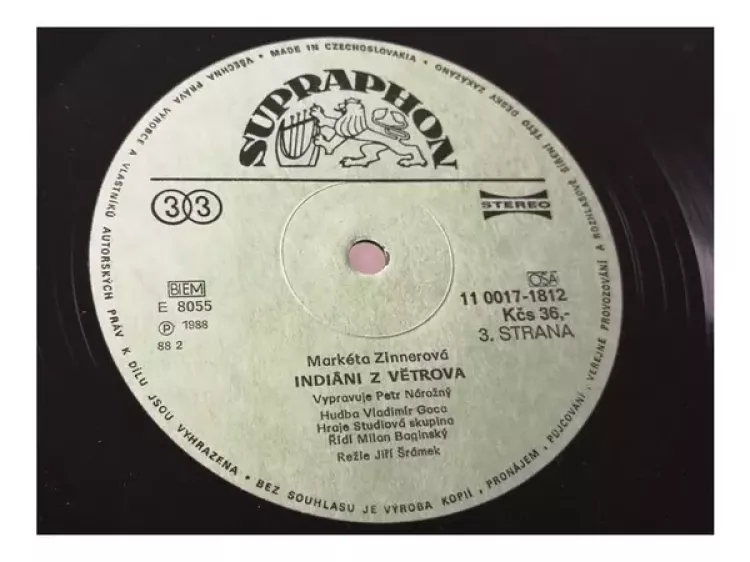 MADE IN CZECHOSLOVAKIA • VŠECHNA PRÁVA VÝROBCE A VLASTNÍKŮ AUTORSKÝCH PRÁV K DÍLU JSOU VYHRAZENA • BEZ SOUHLASU JE VÝROBA KOPIÍ, PRONÁJEM, PŮJČOVÁNÍ, VEŘEJNÉ PROVOZOVÁNÍ A ROZHLASOVÉ ŠÍŘENÍ TÉTO DESKY ZAKÁZÁNO •
SUPRAPHON
33
STEREO
BIEM
E 8055
Ⓟ 1988
88 2
OSA
11 0017-1812
Kčs 36,-
3. STRANA
Markéta Zinnerová
INDIÁNI Z VĚTROVA
Vypravuje Petr Nárožný
Hudba Vladimír Goca
Hraje Studiová skupina
Řídí Milan Baginský
Režie Jiří Šrámek